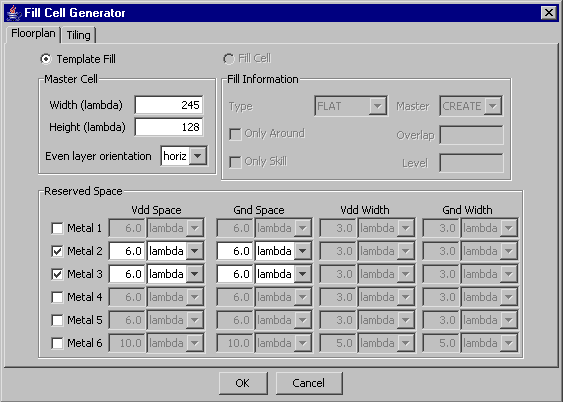 Fill Cell Generator
Floorplan Tiling
Template Fill Fill Cell
Master Cell Fill Information
Width (lambda) 245 Type FLAT Master CREATE
Height (lambda) 128 Only Around Overlap
Even layer orientation horiz Only Skill Level
Reserved Space
Vdd Space Gnd Space Vdd Width Gnd Width
Metal 1 6.0 lambda 6.0 lambda 3.0 lambda 3.0 lambda
Metal 2 6.0 lambda 6.0 lambda 3.0 lambda 3.0 lambda
Metal 3 6.0 lambda 6.0 lambda 3.0 lambda 3.0 lambda
Metal 4 6.0 lambda 6.0 lambda 3.0 lambda 3.0 lambda
Metal 5 6.0 lambda 6.0 lambda 3.0 lambda 3.0 lambda
Metal 6 10.0 lambda 10.0 lambda 5.0 lambda 5.0 lambda
OK Cancel